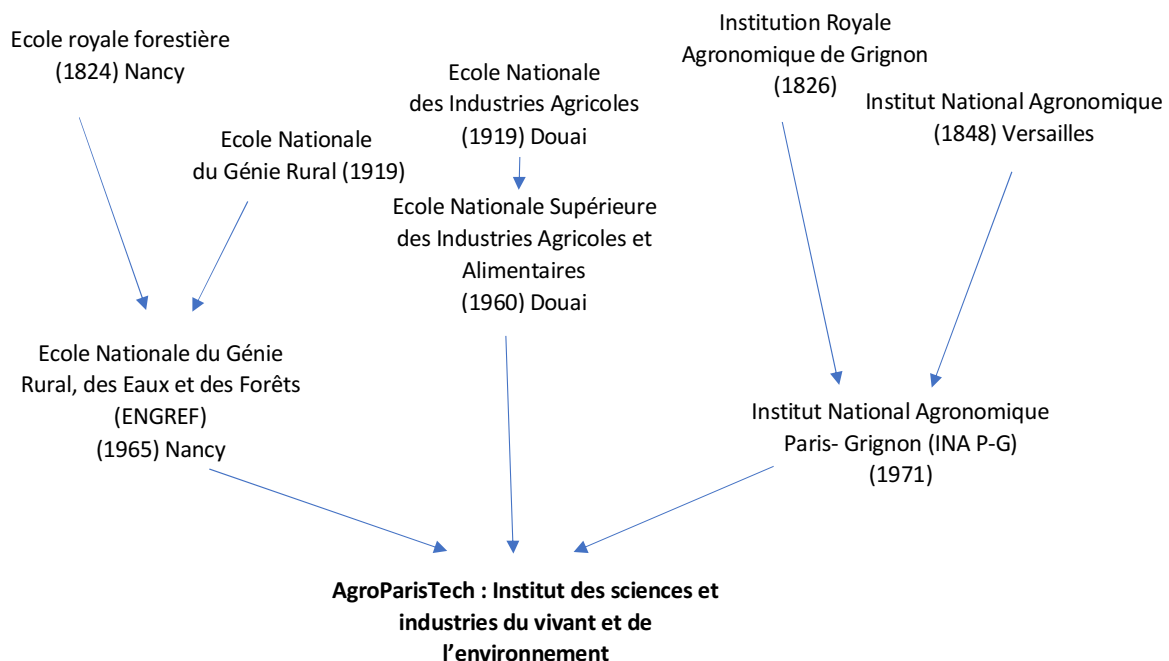 Ecole royale forestière
(1824) Nancy
Ecole Nationale
du Génie Rural (1919)
Ecole Nationale
des Industries Agricoles
(1919) Douai
Institution Royale
Agronomique de Grignon
(1826)
Institut National Agronomique
(1848) Versailles
Ecole Nationale Supérieure
des Industries Agricoles et
Alimentaires
(1960) Douai
Ecole Nationale du Génie
Rural, des Eaux et des Forêts
(ENGREF)
(1965) Nancy
Institut National Agronomique
Paris- Grignon (INA P-G)
(1971)
AgroParisTech : Institut des sciences et
industries du vivant et de
l’environnement